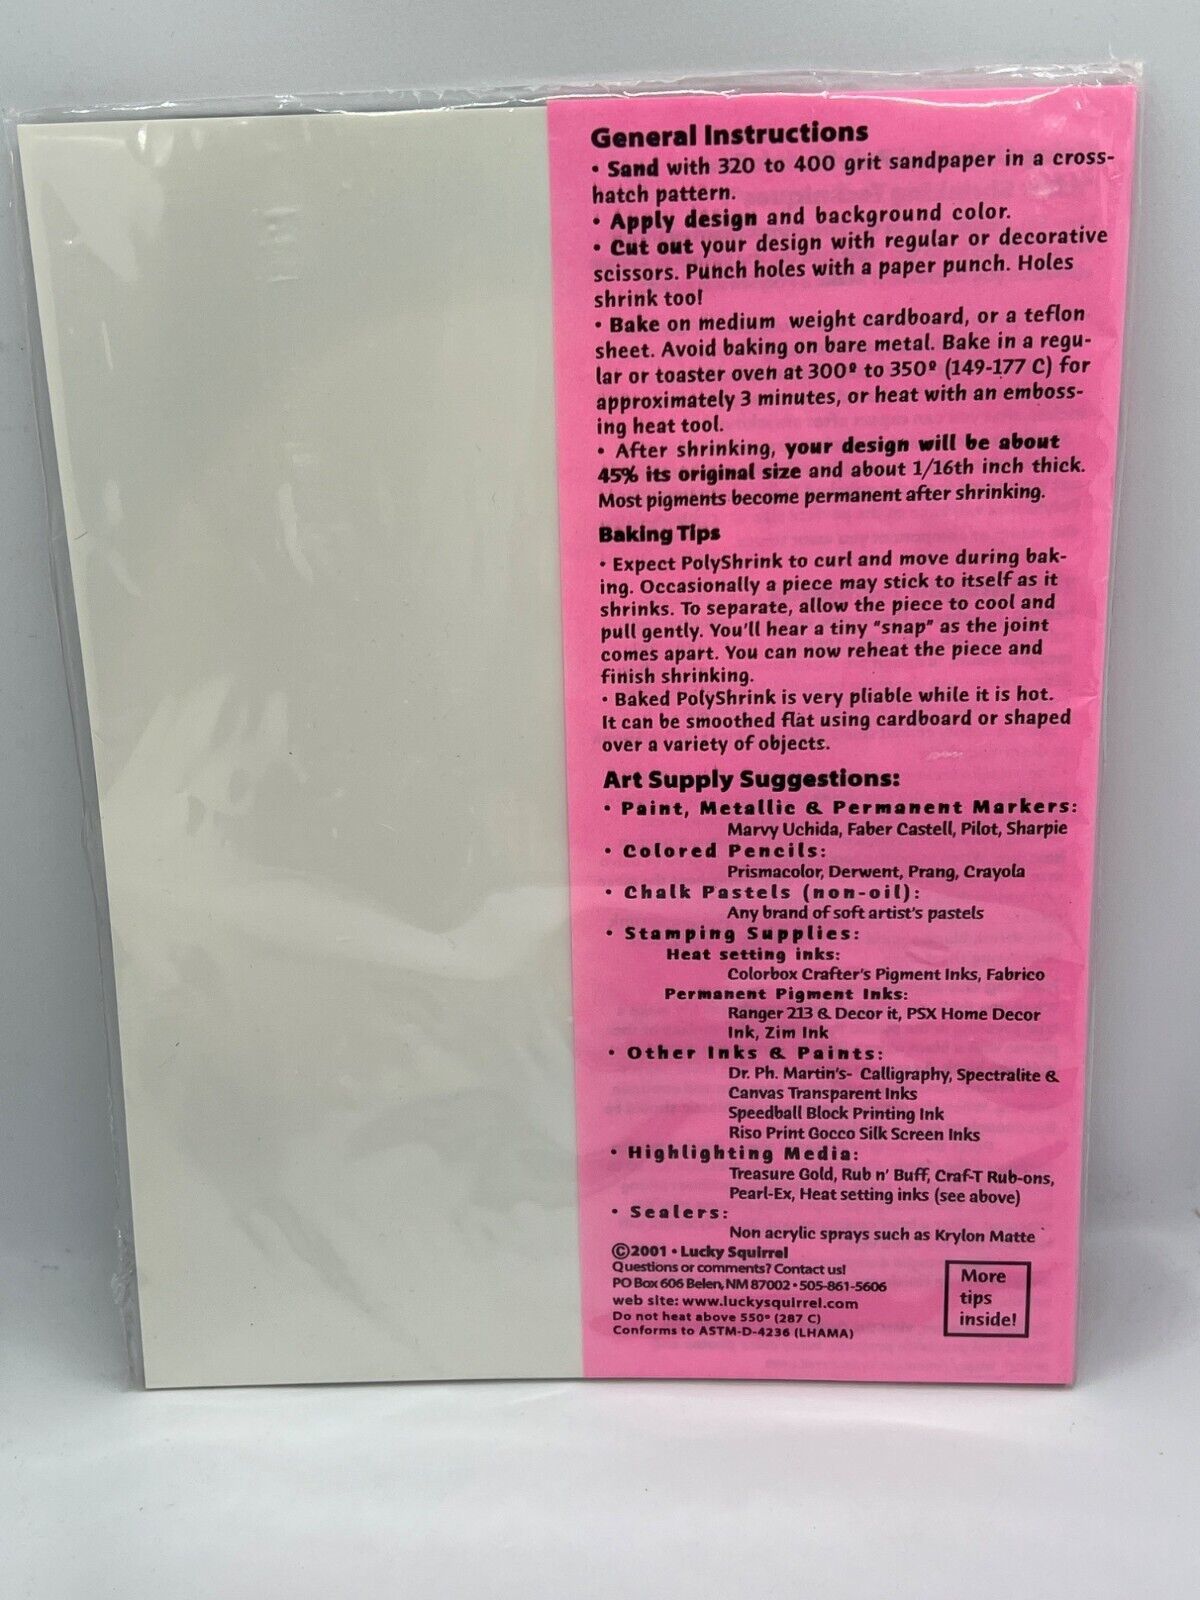 General Instructions
• Sand with 320 to 400 grit sandpaper in a cross-
hatch pattern.
• Apply design and background color.
• Cut out your design with regular or decorative
scissors. Punch holes with a paper punch. Holes
shrink too!
• Bake on medium weight cardboard, or a teflon
sheet. Avoid baking on bare metal. Bake in a regu-
lar or toaster oven at 300º to 350º (149-177 C) for
approximately 3 minutes, or heat with an emboss-
ing heat tool.
• After shrinking, your design will be about
45% its original size and about 1/16th inch thick.
Most pigments become permanent after shrinking.
Baking Tips
• Expect PolyShrink to curl and move during bak-
ing. Occasionally a piece may stick to itself as it
shrinks. To separate, allow the piece to cool and
pull gently. You'll hear a tiny "snap" as the joint
comes apart. You can now reheat the piece and
finish shrinking.
• Baked PolyShrink is very pliable while it is hot.
It can be smoothed flat using cardboard or shaped
over a variety of objects.
Art Supply Suggestions:
• Paint, Metallic & Permanent Markers:
Marvy Uchida, Faber Castell, Pilot, Sharpie
• Colored Pencils:
Prismacolor, Derwent, Prang, Crayola
• Chalk Pastels (non-oil):
Any brand of soft artist's pastels
• Stamping Supplies:
Heat setting inks:
Colorbox Crafter's Pigment Inks, Fabrico
Permanent Pigment Inks:
Ranger 213 & Decor it, PSX Home Decor
Ink, Zim Ink
• Other Inks & Paints:
Dr. Ph. Martin's- Calligraphy, Spectralite &
Canvas Transparent Inks
Speedball Block Printing Ink
Riso Print Gocco Silk Screen Inks
• Highlighting Media:
Treasure Gold, Rub n' Buff, Craf-T Rub-ons,
Pearl-Ex, Heat setting inks (see above)
• Sealers:
Non acrylic sprays such as Krylon Matte
©2001 • Lucky Squirrel
Questions or comments? Contact us!
PO Box 606 Belen, NM 87002 • 505-861-5606
web site: www.luckysquirrel.com
Do not heat above 550º (287 C)
Conforms to ASTM-D-4236 (LHAMA)
More
tips
inside!